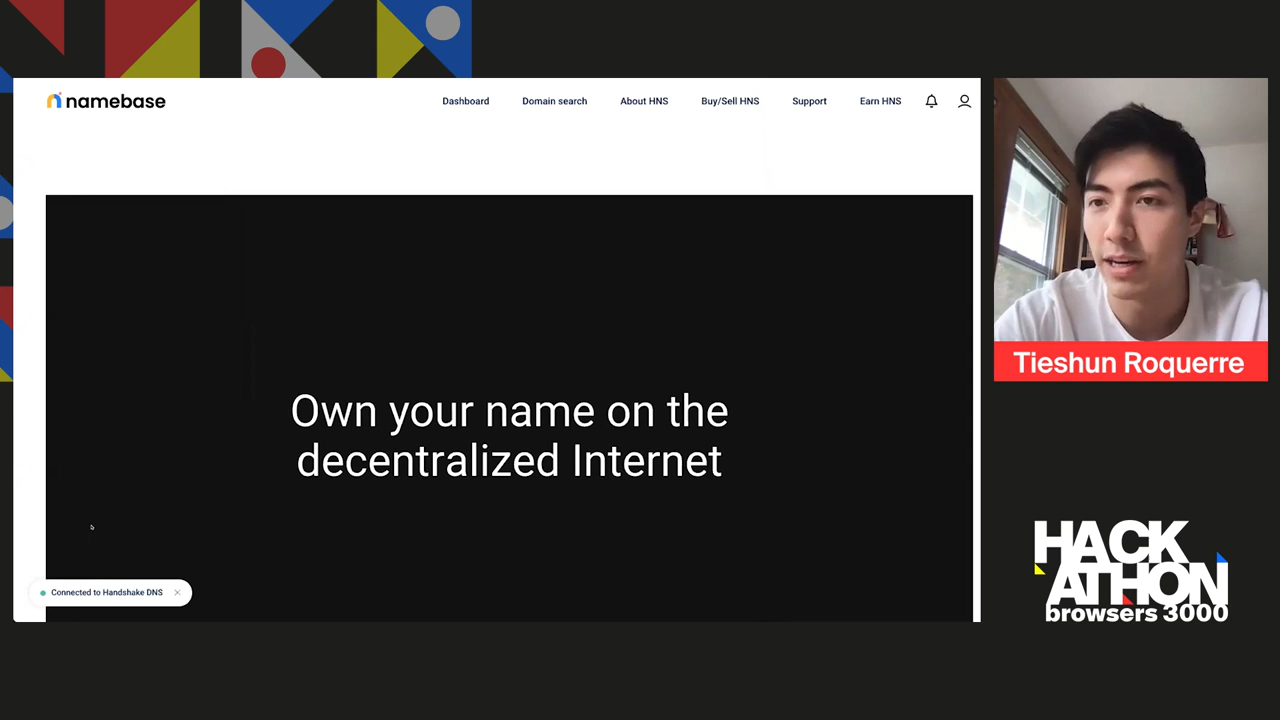 namebase
Dashboard
Domain search
About HNS
Buy/Sell HNS
Support
Earn HNS
Own your name on the
decentralized Internet
Connected to Handshake DNS
Tieshun Roquerre
HACK
ATHON
browsers 3000